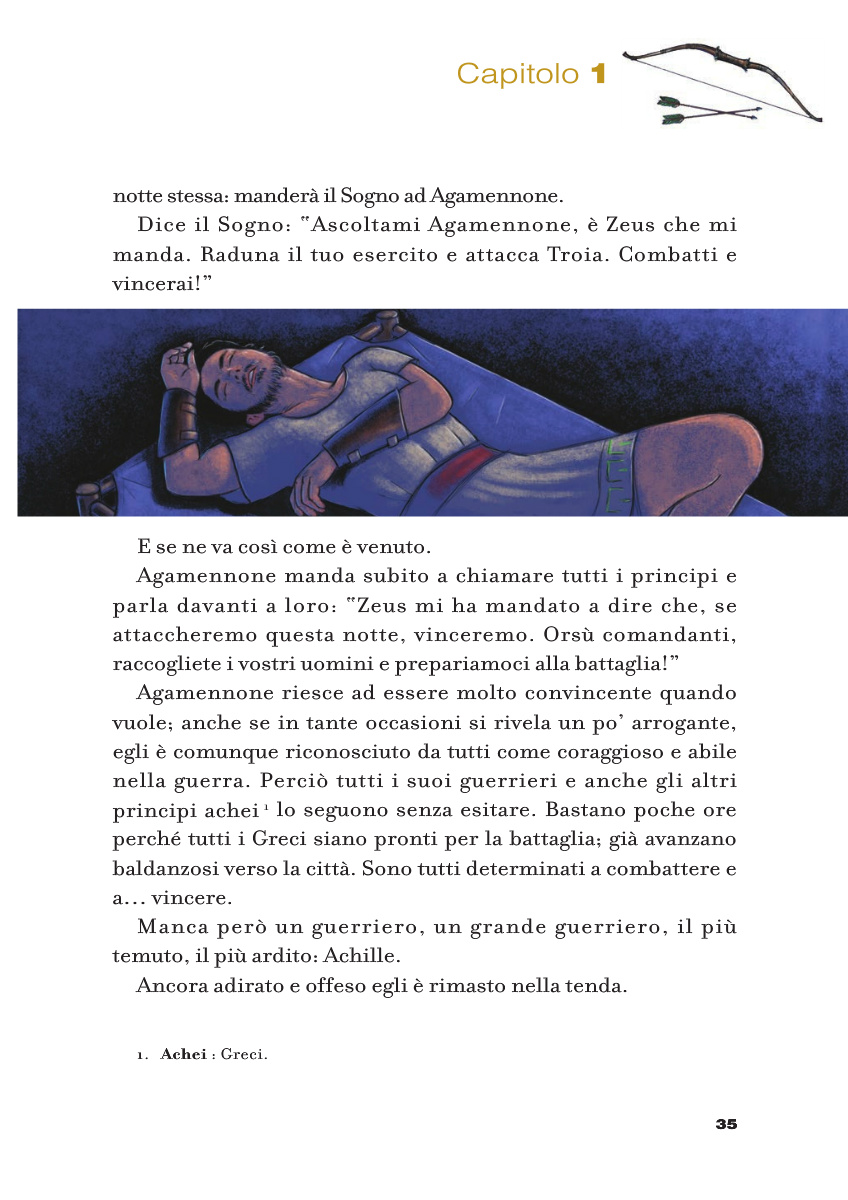 Capitolo 1
notte stessa: manderà il Sogno ad Agamennone.
Dice il Sogno: “Ascoltami Agamennone, è Zeus che mi
manda. Raduna il tuo esercito e attacca Troia. Combatti e
vincerai!”
E se ne va così come è venuto.
Agamennone manda subito a chiamare tutti i principi e
parla davanti a loro: “Zeus mi ha mandato a dire che, se
attaccheremo questa notte, vinceremo. Orsù comandanti,
raccogliete i vostri uomini e prepariamoci alla battaglia!”
Agamennone riesce ad essere molto convincente quando
vuole; anche se in tante occasioni si rivela un po’ arrogante,
egli è comunque riconosciuto da tutti come coraggioso e abile
nella guerra. Perciò tutti i suoi guerrieri e anche gli altri
principi achei¹ lo seguono senza esitare. Bastano poche ore
perché tutti i Greci siano pronti per la battaglia; già avanzano
baldanzosi verso la città. Sono tutti determinati a combattere e
a... vincere.
Manca però un guerriero, un grande guerriero, il più
temuto, il più ardito: Achille.
Ancora adirato e offeso egli è rimasto nella tenda.
1. Achei : Greci.
35